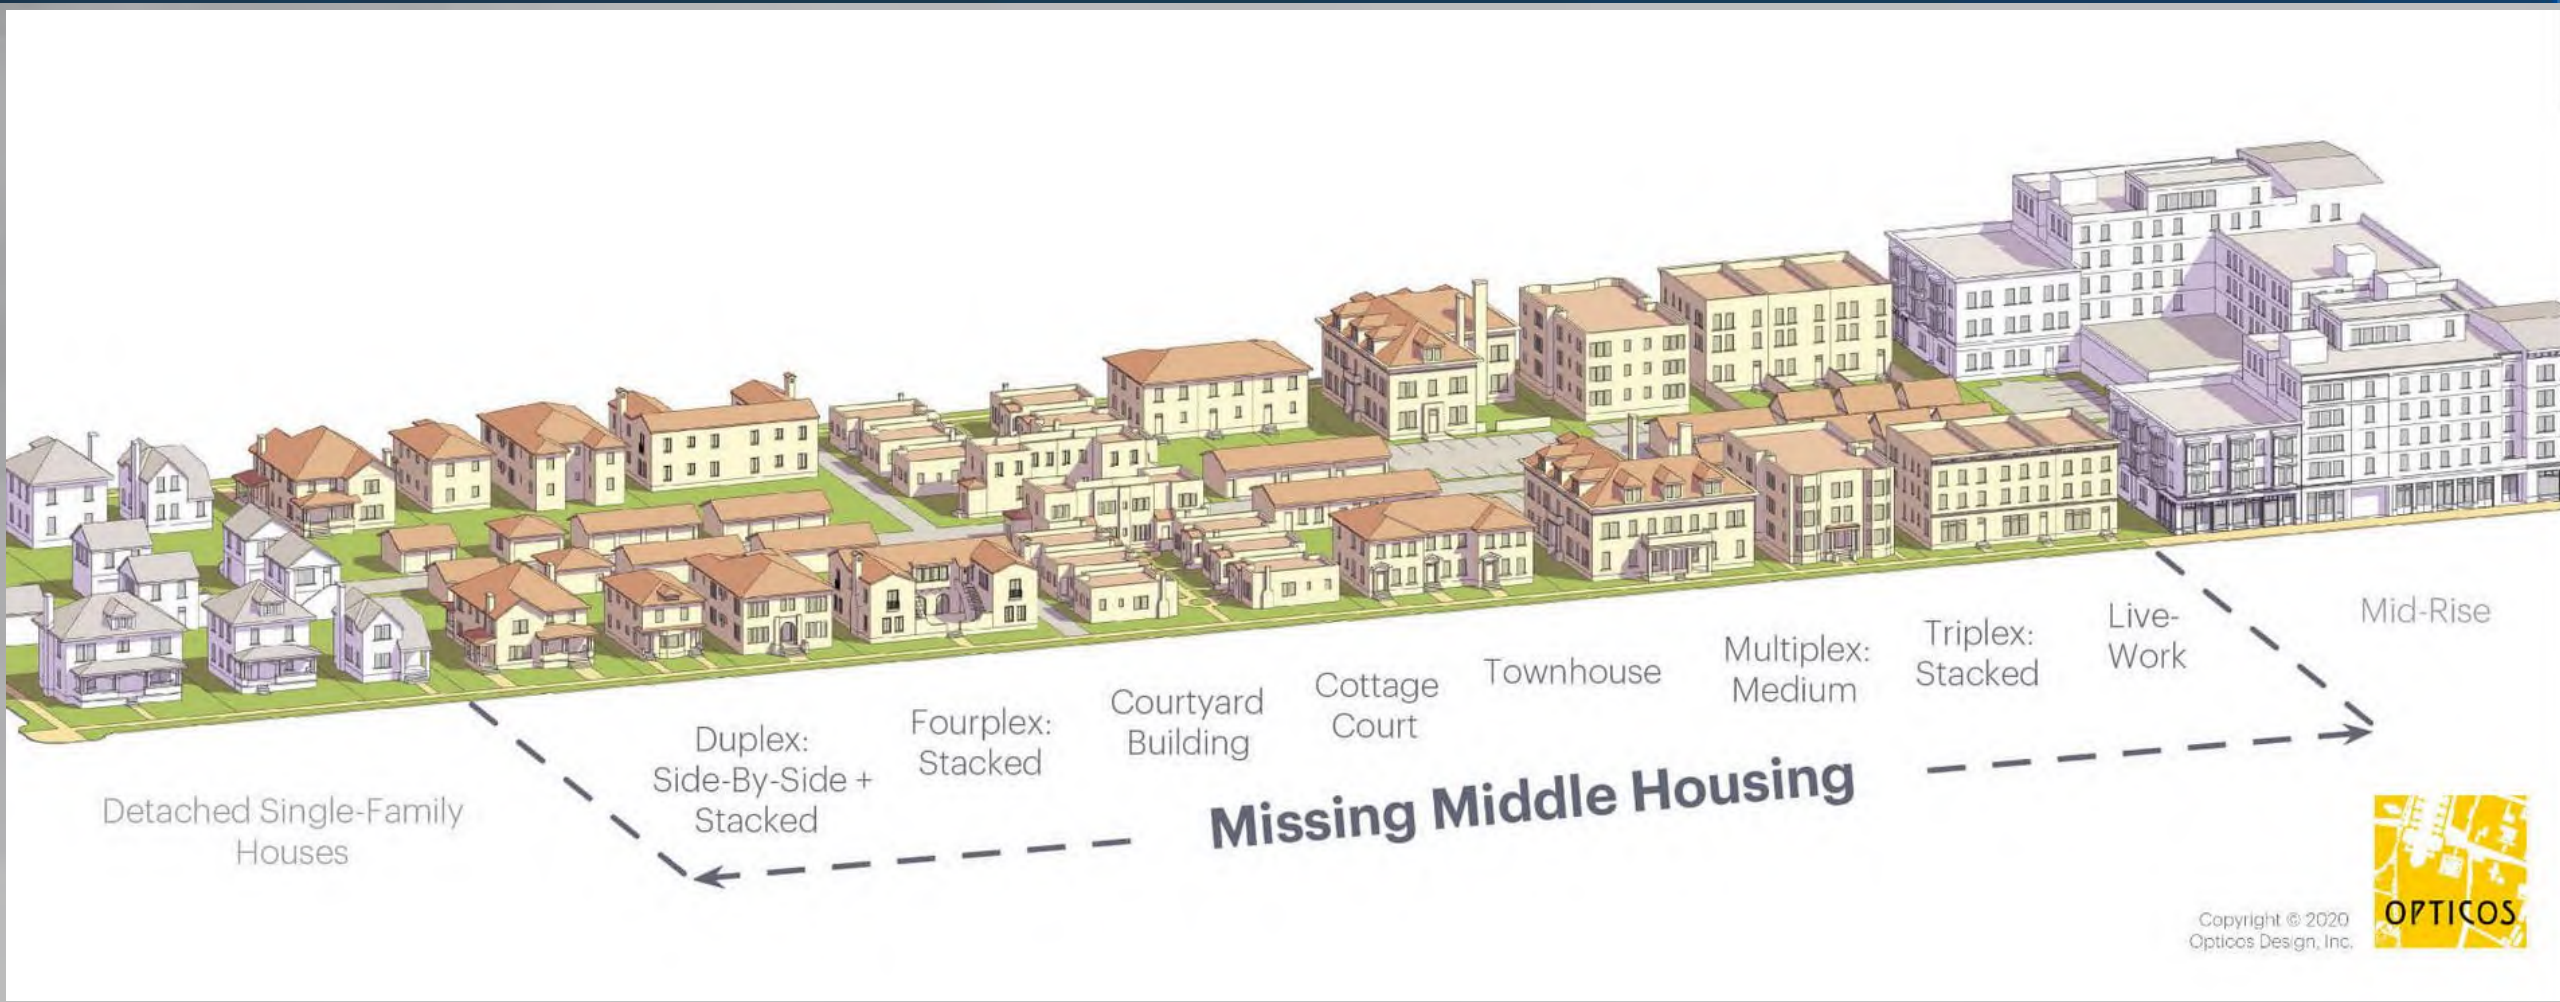 Detached Single-Family
Houses
Duplex:
Side-By-Side +
Stacked
Fourplex:
Stacked
Courtyard
Building
Cottage
Court
Townhouse
Multiplex:
Medium
Triplex:
Stacked
Live-
Work
Mid-Rise
Missing Middle Housing
Copyright © 2020
Opticos Design, Inc.
OPTICOS